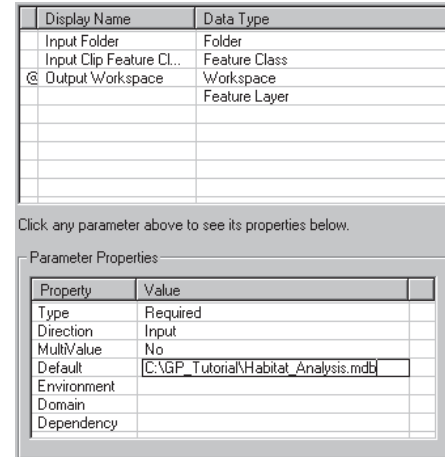 Display Name Data Type
Input Folder Folder
Input Clip Feature Cl... Feature Class
@ Output Workspace Workspace
Feature Layer
Click any parameter above to see its properties below.
Parameter Properties
Property Value
Type Required
Direction Input
MultiValue No
Default C:\GP_Tutorial\Habitat_Analysis.mdb
Environment
Domain
Dependency